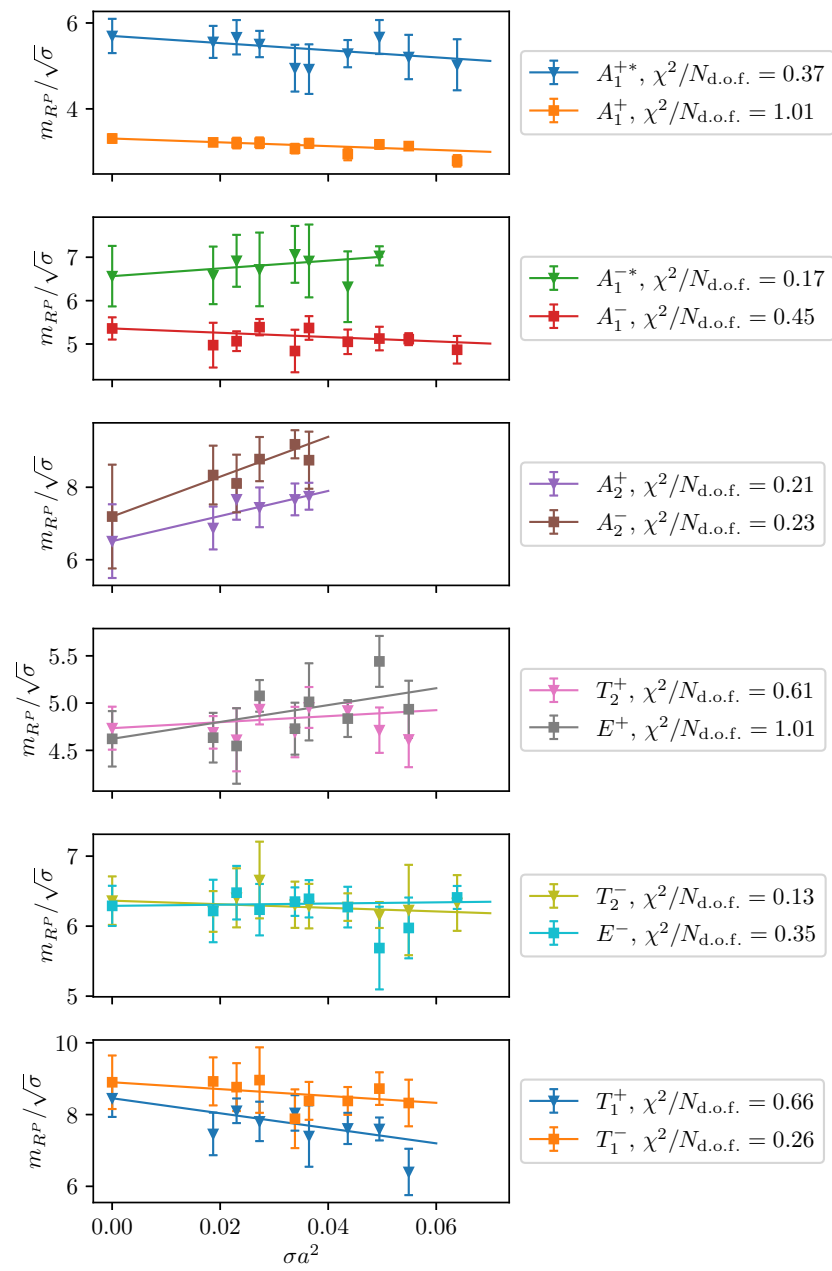 6
4
m_{R^P}/\sqrt{\sigma}
A_1^{+*}, \chi^2/N_{d.o.f.} = 0.37
A_1^+, \chi^2/N_{d.o.f.} = 1.01
7
6
5
m_{R^P}/\sqrt{\sigma}
A_1^{-*}, \chi^2/N_{d.o.f.} = 0.17
A_1^-, \chi^2/N_{d.o.f.} = 0.45
8
6
m_{R^P}/\sqrt{\sigma}
A_2^+, \chi^2/N_{d.o.f.} = 0.21
A_2^-, \chi^2/N_{d.o.f.} = 0.23
5.5
5.0
4.5
m_{R^P}/\sqrt{\sigma}
T_2^+, \chi^2/N_{d.o.f.} = 0.61
E^+, \chi^2/N_{d.o.f.} = 1.01
7
6
5
m_{R^P}/\sqrt{\sigma}
T_2^-, \chi^2/N_{d.o.f.} = 0.13
E^-, \chi^2/N_{d.o.f.} = 0.35
10
8
6
m_{R^P}/\sqrt{\sigma}
T_1^+, \chi^2/N_{d.o.f.} = 0.66
T_1^-, \chi^2/N_{d.o.f.} = 0.26
0.00 0.02 0.04 0.06
\sigma a^2